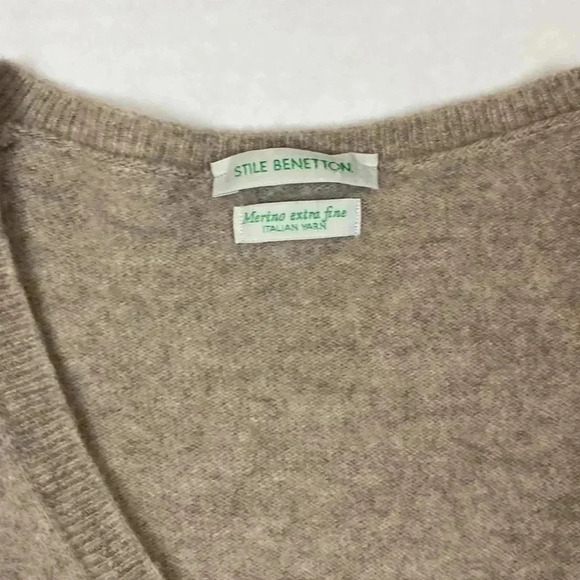 STILE BENETTON.
Merino extra fine
ITALIAN YARN